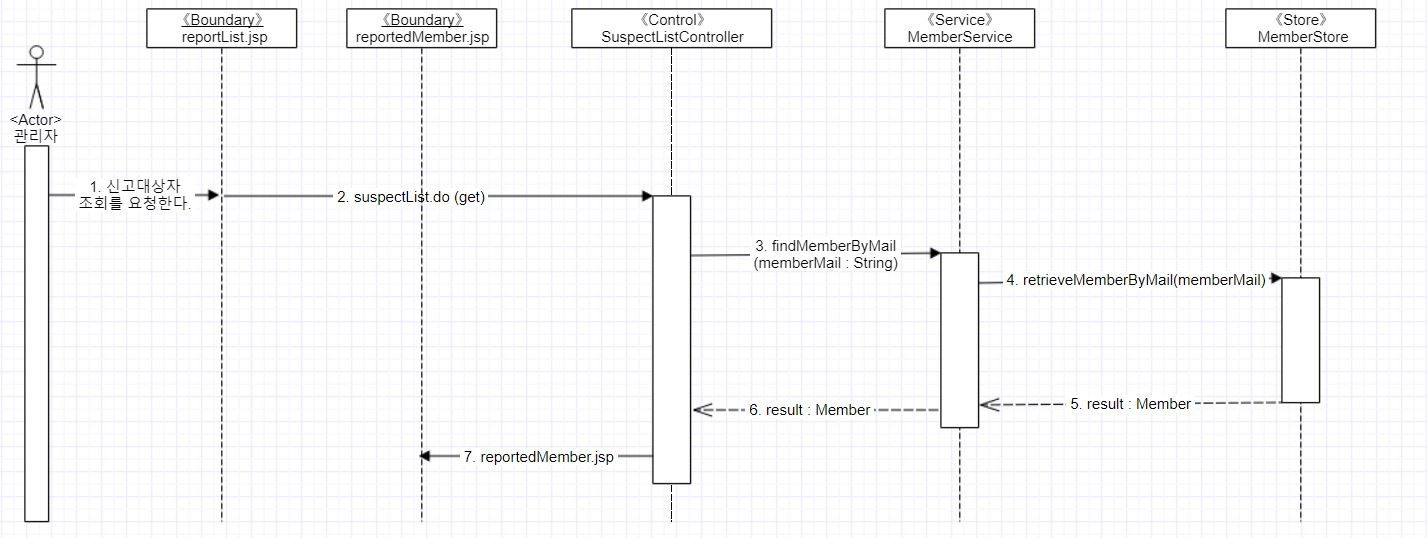 《Boundary》
reportList.jsp
《Boundary》
reportedMember.jsp
《Control》
SuspectListController
《Service》
MemberService
《Store》
MemberStore
<Actor>
관리자
1. 신고대상자
조회를 요청한다.
2. suspectList.do (get)
3. findMemberByMail
(memberMail : String)
4. retrieveMemberByMail(memberMail)
5. result : Member
6. result : Member
7. reportedMember.jsp